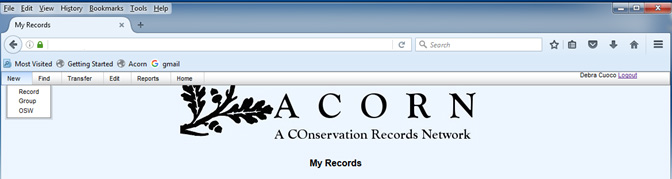 File Edit View History Bookmarks Tools Help
My Records
Search
Most Visited Getting Started Acorn gmail
New Find Transfer Edit Reports Home Debra Cuoco Logout
Record
Group
OSW
ACORN
A COnservation Records Network
My Records